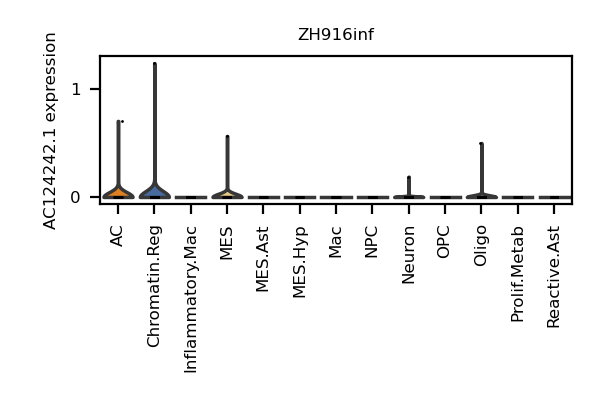 ZH916inf
AC124242.1 expression
1
0
AC
Chromatin.Reg
Inflammatory.Mac
MES
MES.Ast
MES.Hyp
Mac
NPC
Neuron
OPC
Oligo
Prolif.Metab
Reactive.Ast